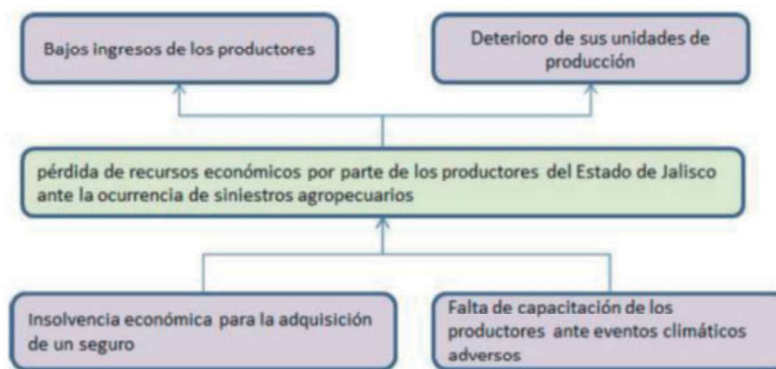 Bajos ingresos de los productores
Deterioro de sus unidades de
producción
pérdida de recursos económicos por parte de los productores del Estado de Jalisco
ante la ocurrencia de siniestros agropecuarios
Insolvencia económica para la adquisición
de un seguro
Falta de capacitación de los
productores ante eventos climáticos
adversos